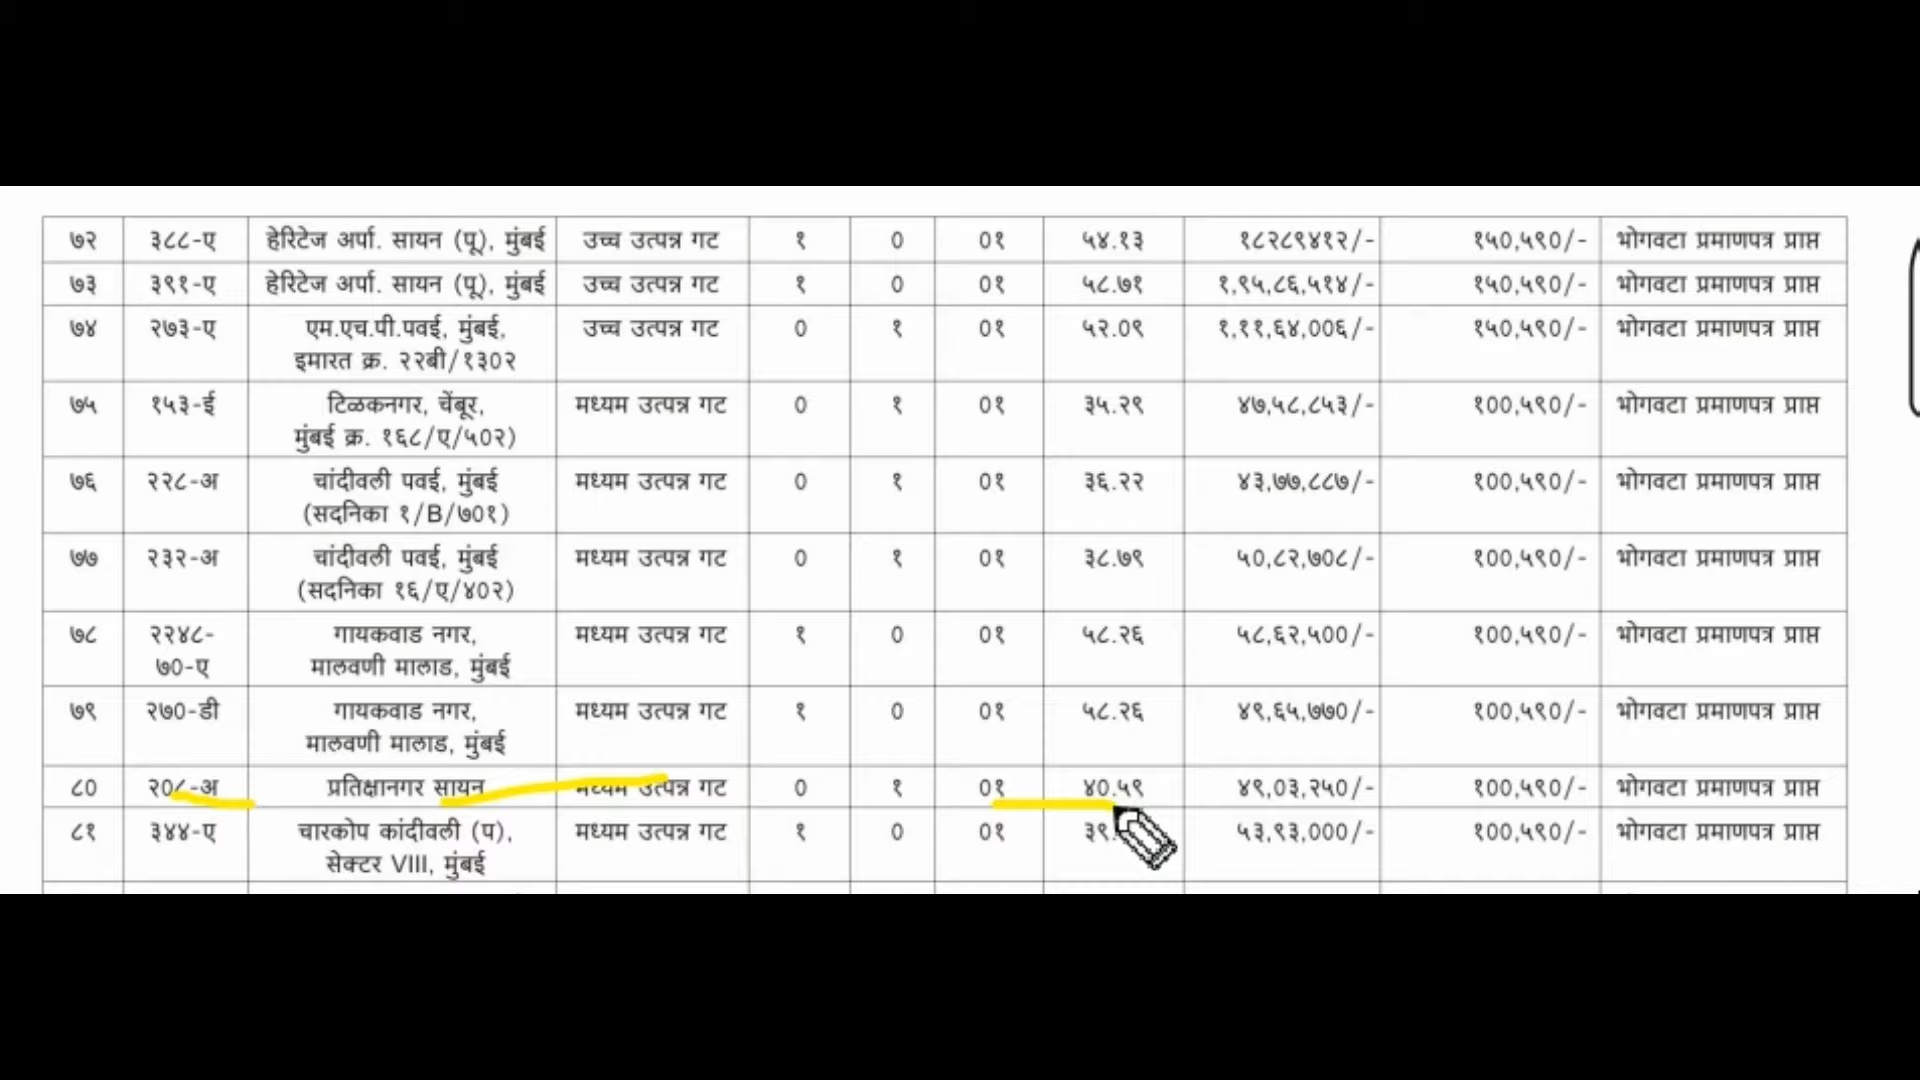 ७२ ३८८-ए हेरिटेज अर्पा. सायन (पू), मुंबई उच्च उत्पन्न गट १ 0 0१ ५४.१३ १८२८९४१२/- १५0,५९0/- भोगवटा प्रमाणपत्र प्राप्त
७३ ३९१-ए हेरिटेज अर्पा. सायन (पू), मुंबई उच्च उत्पन्न गट १ 0 0१ ५८.७१ १,९५,८६,५१४/- १५0,५९0/- भोगवटा प्रमाणपत्र प्राप्त
७४ २७३-ए एम.एच.पी.पवई, मुंबई, उच्च उत्पन्न गट 0 १ 0१ ५२.0९ १,११,६४,00६/- १५0,५९0/- भोगवटा प्रमाणपत्र प्राप्त
इमारत क्र. २२बी/१३0२
७५ १५३-ई टिळकनगर, चेंबूर, मध्यम उत्पन्न गट 0 १ 0१ ३५.२९ ४७,५८,८५३/- १00,५९0/- भोगवटा प्रमाणपत्र प्राप्त
मुंबई क्र. १६८/ए/५0२)
७६ २२८-अ चांदीवली पवई, मुंबई मध्यम उत्पन्न गट 0 १ 0१ ३६.२२ ४३,७७,८८७/- १00,५९0/- भोगवटा प्रमाणपत्र प्राप्त
(सदनिका १/B/७0१)
७७ २३२-अ चांदीवली पवई, मुंबई मध्यम उत्पन्न गट 0 १ 0१ ३८.७९ ५0,८२,७0८/- १00,५९0/- भोगवटा प्रमाणपत्र प्राप्त
(सदनिका १६/ए/४0२)
७८ २२४८- गायकवाड नगर, मध्यम उत्पन्न गट १ 0 0१ ५८.२६ ५८,६२,५00/- १00,५९0/- भोगवटा प्रमाणपत्र प्राप्त
७0-ए मालवणी मालाड, मुंबई
७९ २७0-डी गायकवाड नगर, मध्यम उत्पन्न गट १ 0 0१ ५८.२६ ४९,६५,७७0/- १00,५९0/- भोगवटा प्रमाणपत्र प्राप्त
मालवणी मालाड, मुंबई
८0 २0८-अ प्रतिक्षानगर सायन मध्यम उत्पन्न गट 0 १ 0१ ४0.५९ ४९,0३,२५0/- १00,५९0/- भोगवटा प्रमाणपत्र प्राप्त
८१ ३४४-ए चारकोप कांदीवली (प), मध्यम उत्पन्न गट १ 0 0१ ५३,९३,000/- १00,५९0/- भोगवटा प्रमाणपत्र प्राप्त
सेक्टर VIII, मुंबई